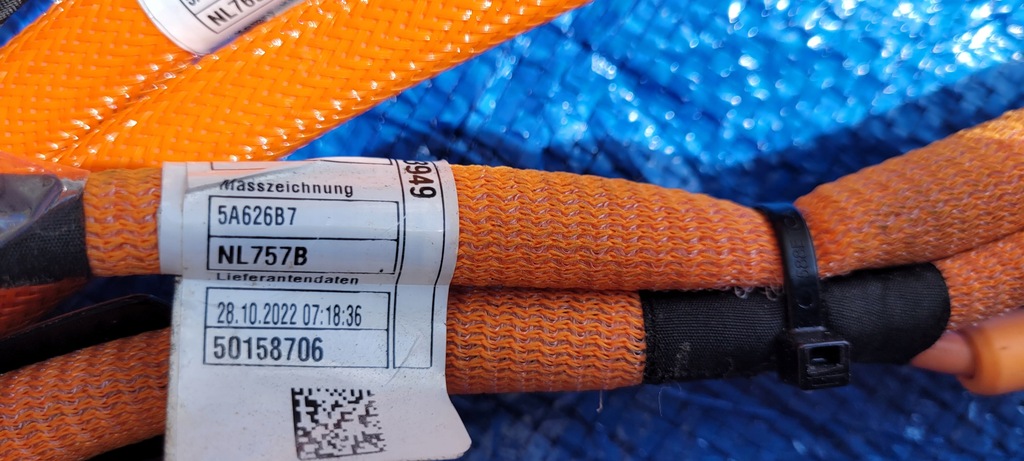 Masszeichnung
5A626B7
NL757B
Lieferantendaten
28.10.2022 07:18:36
50158706